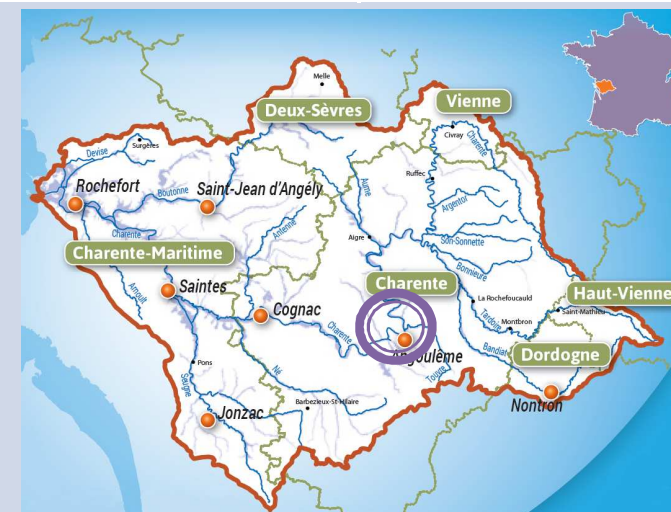 Melle
Deux-Sèvres
Vienne
Civray
Charente
Surgères
Devise
Ruffec
Aume
Rochefort
Boutonne
Saint-Jean d'Angély
Argentor
Antenne
Charente
Aigre
Son-Sonnette
Charente-Maritime
Bonnieure
Arnoult
Saintes
Charente
Haut-Vienne
La Rochefoucauld
Saint-Mathieu
Cognac
Tardoire
Montbron
Charente
Angoulême
Bandiat
Dordogne
Pons
Né
Touvre
Seugne
Barbezieux-St-Hilaire
Nontron
Jonzac